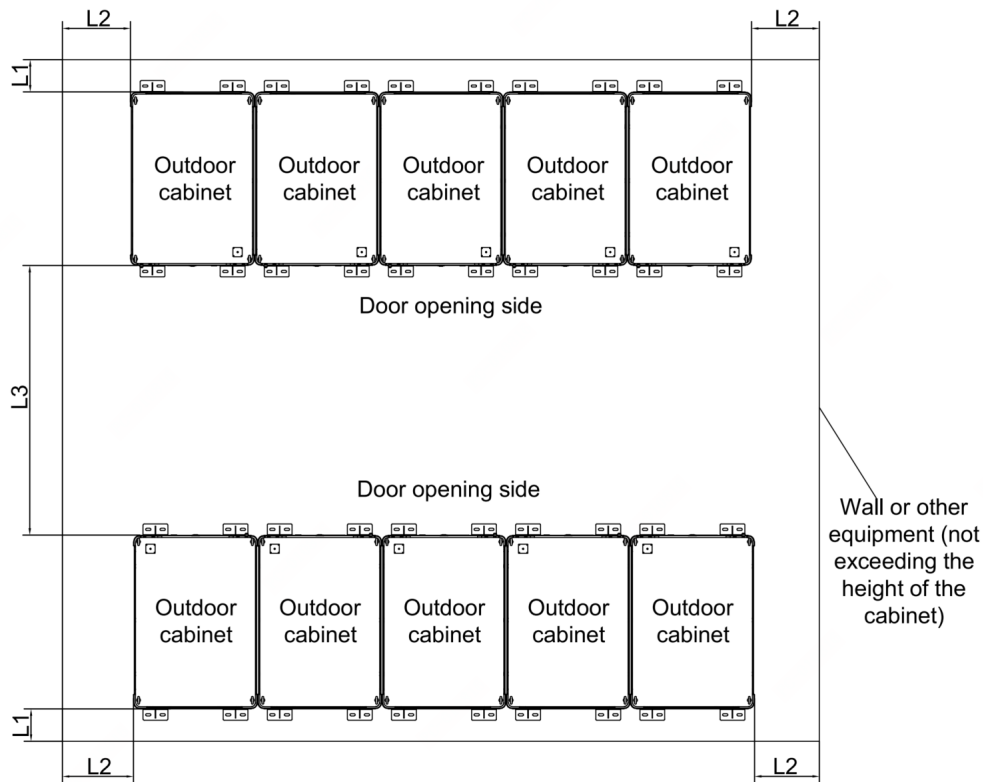 L2
L2
L1
Outdoor
cabinet
Outdoor
cabinet
Outdoor
cabinet
Outdoor
cabinet
Outdoor
cabinet
Door opening side
L3
Door opening side
Wall or other
equipment (not
exceeding the
height of the
cabinet)
Outdoor
cabinet
Outdoor
cabinet
Outdoor
cabinet
Outdoor
cabinet
Outdoor
cabinet
L1
L2
L2